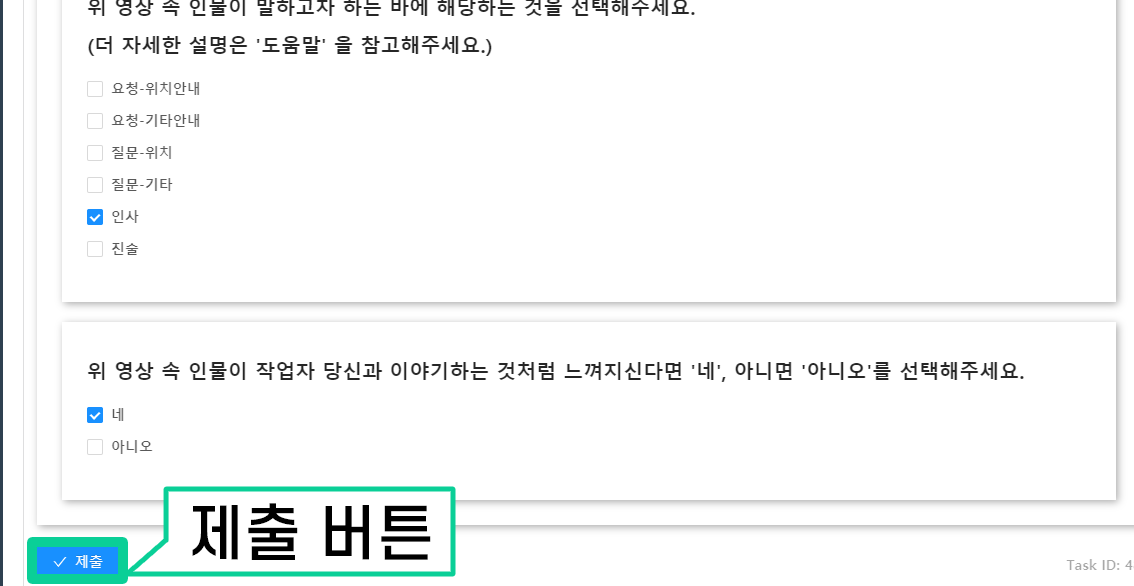 위 영상 속 인물이 말하고자 하는 바에 해당하는 것을 선택해주세요.
(더 자세한 설명은 '도움말' 을 참고해주세요.)
요청-위치안내
요청-기타안내
질문-위치
질문-기타
인사
진술
위 영상 속 인물이 작업자 당신과 이야기하는 것처럼 느껴지신다면 '네', 아니면 '아니오'를 선택해주세요.
네
아니오
제출 버튼
제출
Task ID: 4